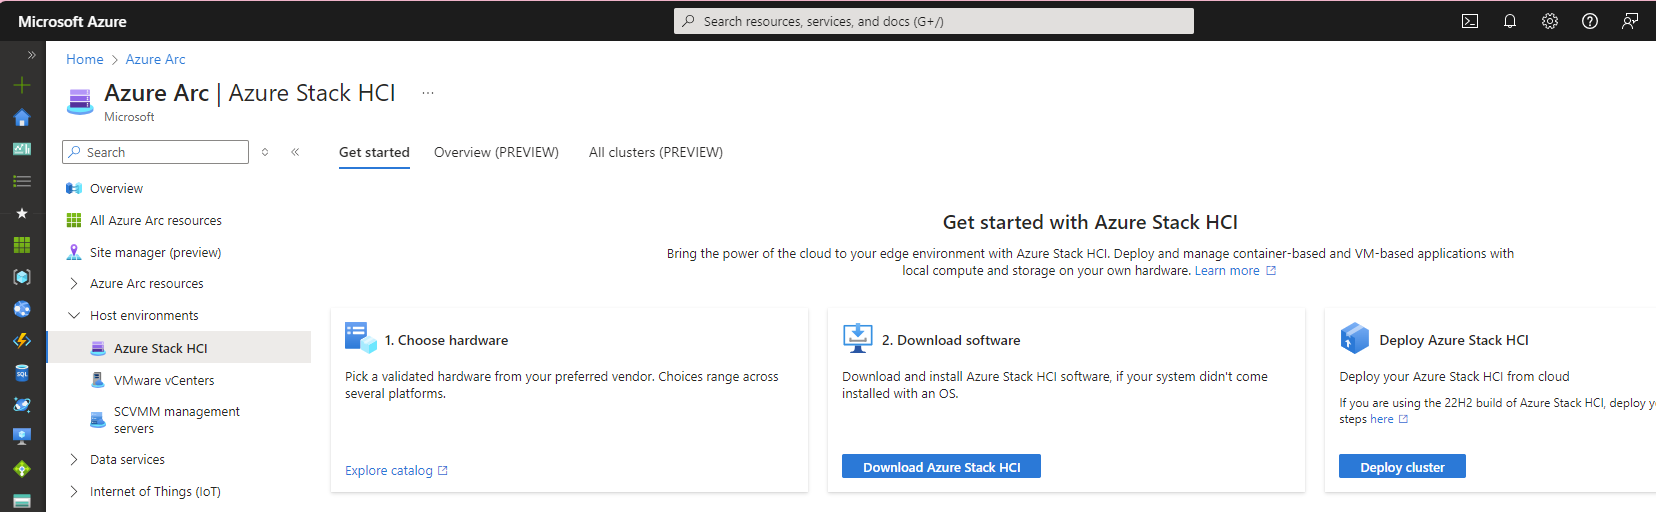 Microsoft Azure
Search resources, services, and docs (G+/)
Home > Azure Arc
Azure Arc | Azure Stack HCI ...
Microsoft
Search
Get started
Overview (PREVIEW)
All clusters (PREVIEW)
Overview
All Azure Arc resources
Site manager (preview)
Azure Arc resources
Host environments
Azure Stack HCI
VMware vCenters
SCVMM management
servers
Data services
Internet of Things (IoT)
SQL
Get started with Azure Stack HCI
Bring the power of the cloud to your edge environment with Azure Stack HCI. Deploy and manage container-based and VM-based applications with
local compute and storage on your own hardware. Learn more
1. Choose hardware
Pick a validated hardware from your preferred vendor. Choices range across
several platforms.
Explore catalog
2. Download software
Download and install Azure Stack HCI software, if your system didn't come
installed with an OS.
Download Azure Stack HCI
Deploy Azure Stack HCI
Deploy your Azure Stack HCI from cloud
If you are using the 22H2 build of Azure Stack HCI, deploy
steps here
Deploy cluster